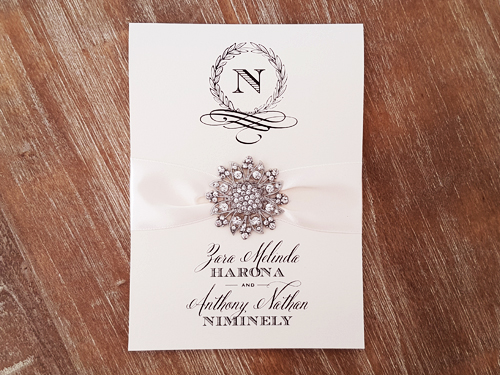 N
Zara Melinda
HARONA
AND
Anthony Nathan
NIMINELY